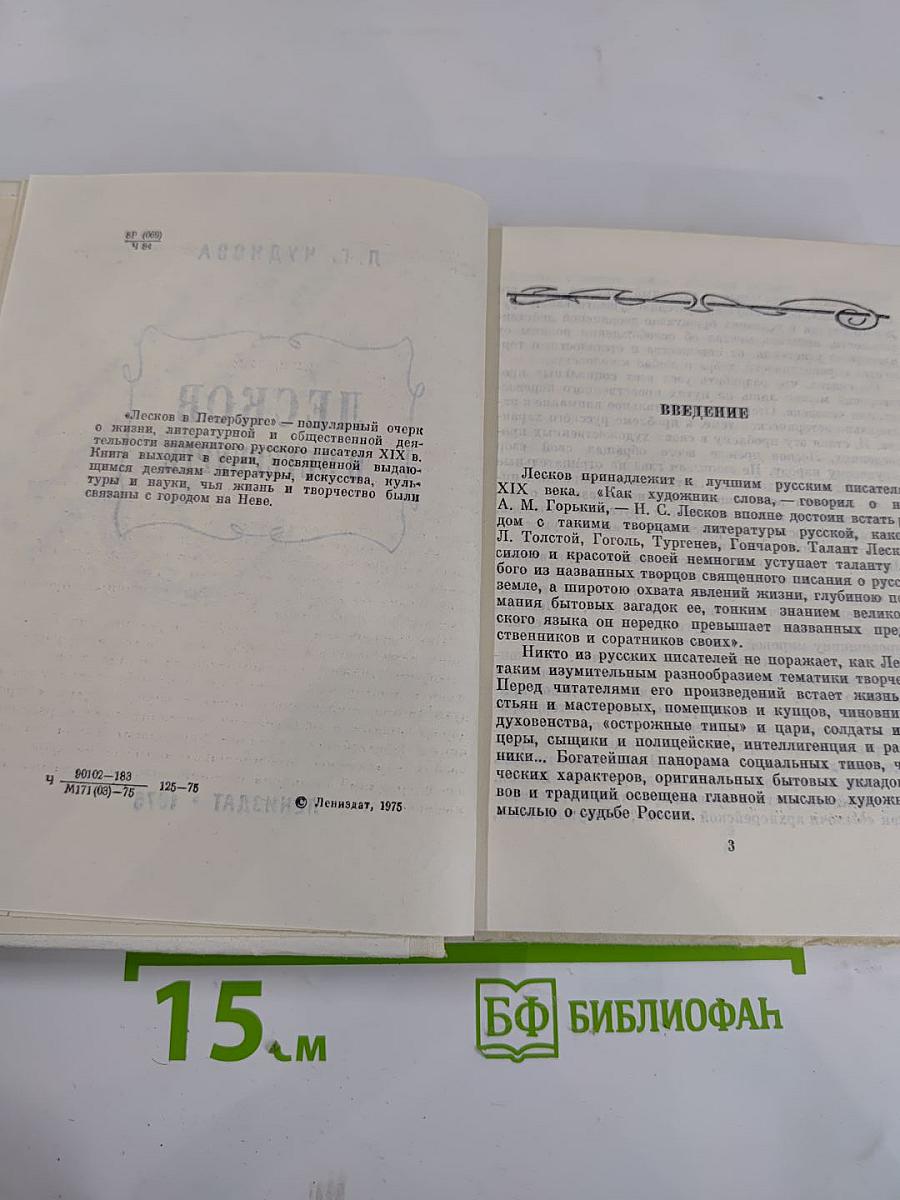 8Р (069)
Ч 84
«Лесков в Петербурге» — популярный очерк
о жизни, литературной и общественной дея-
тельности знаменитого русского писателя XIX в.
Книга выходит в серии, посвященной выдаю-
щимся деятелям литературы, искусства, куль-
туры и науки, чья жизнь и творчество были
связаны с городом на Неве.
Ч 90102—183
М171(03)—75 125—75
© Лениздат, 1975
ВВЕДЕНИЕ
Лесков принадлежит к лучшим русским писател
XIX века. «Как художник слова, — говорил о н
А. М. Горький, — Н. С. Лесков вполне достоин встать р
дом с такими творцами литературы русской, како
Л. Толстой, Гоголь, Тургенев, Гончаров. Талант Леск
силою и красотой своей немногим уступает таланту
бого из названных творцов священного писания о русс
земле, а широтою охвата явлений жизни, глубиною по
мания бытовых загадок ее, тонким знанием велико
ского языка он нередко превышает названных пред
ственников и соратников своих».
Никто из русских писателей не поражает, как Ле
таким изумительным разнообразием тематики творче
Перед читателями его произведений встает жизнь
стьян и мастеровых, помещиков и купцов, чиновни
духовенства, «острожные типы» и цари, солдаты и
церы, сыщики и полицейские, интеллигенция и ра
ники... Богатейшая панорама социальных типов, ч
ческих характеров, оригинальных бытовых укладов
вов и традиций освещена главной мыслью художн
мыслью о судьбе России.
3
15 см
БФ БИБЛИОФАН